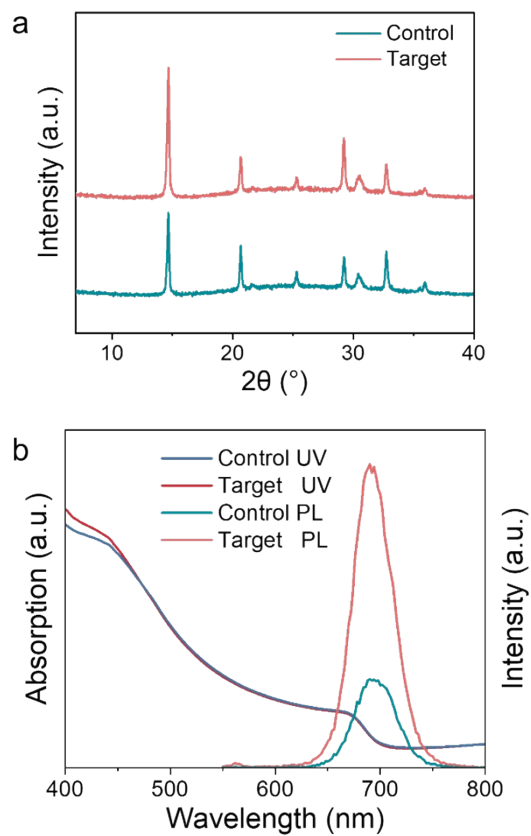 a
Control
Target
Intensity (a.u.)
10 20 30 40
2θ (°)
b
Control UV
Target UV
Control PL
Target PL
Absorption (a.u.)
Intensity (a.u.)
400 500 600 700 800
Wavelength (nm)